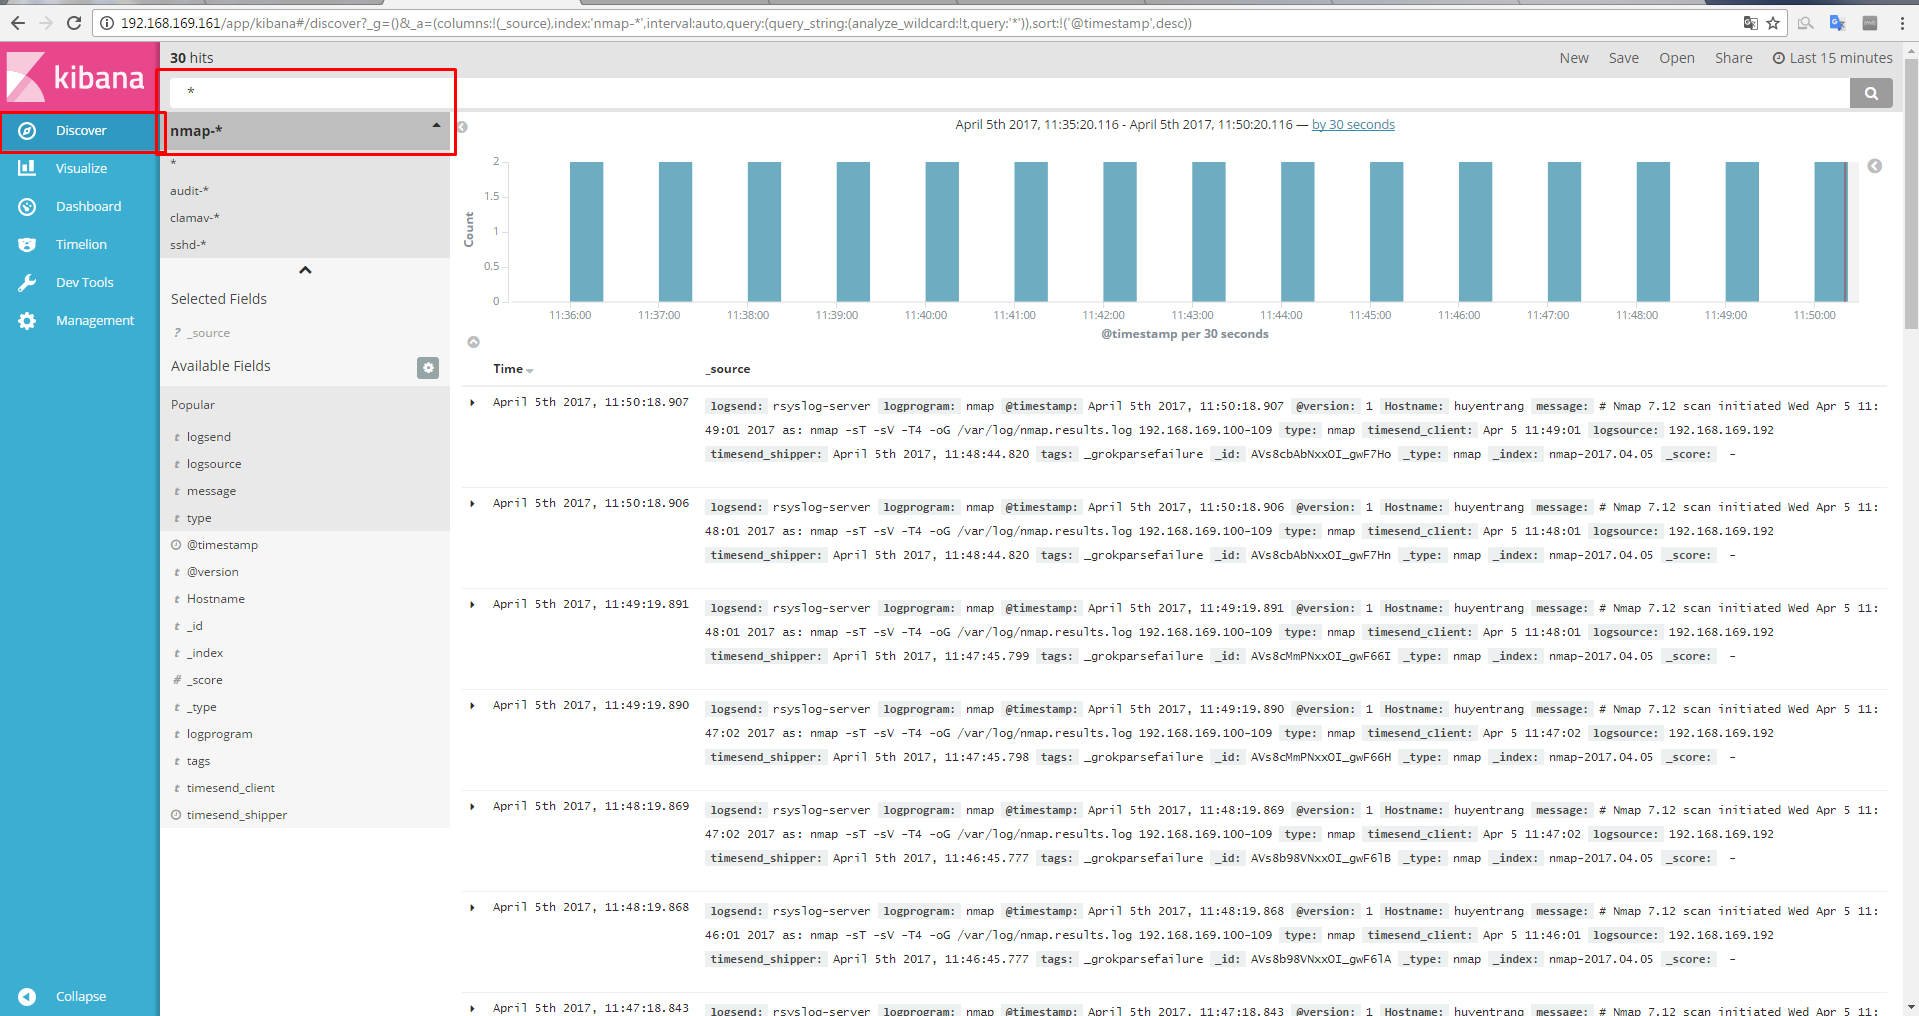 192.168.169.161/app/kibana#/discover?_g=()&_a=(columns:!(_source),index:'nmap-*',interval:auto,query:(query_string:(analyze_wildcard:!t,query:'*')),sort:!('@timestamp',desc))
kibana
Discover
Visualize
Dashboard
Timelion
Dev Tools
Management
Collapse
30 hits
New Save Open Share Last 15 minutes
*
nmap-*
*
audit-*
clamav-*
sshd-*
Selected Fields
? _source
Available Fields
Popular
t logsend
t logsource
t message
t type
@timestamp
t @version
t Hostname
t _id
t _index
# _score
t _type
t logprogram
t tags
t timesend_client
timesend_shipper
April 5th 2017, 11:35:20.116 - April 5th 2017, 11:50:20.116 — by 30 seconds
Count
2
1.5
1
0.5
0
11:36:00 11:37:00 11:38:00 11:39:00 11:40:00 11:41:00 11:42:00 11:43:00 11:44:00 11:45:00 11:46:00 11:47:00 11:48:00 11:49:00 11:50:00
@timestamp per 30 seconds
Time _source
April 5th 2017, 11:50:18.907 logsend: rsyslog-server logprogram: nmap @timestamp: April 5th 2017, 11:50:18.907 @version: 1 Hostname: huyentrang message: # Nmap 7.12 scan initiated Wed Apr 5 11:
49:01 2017 as: nmap -sT -sV -T4 -oG /var/log/nmap.results.log 192.168.169.100-109 type: nmap timesend_client: Apr 5 11:49:01 logsource: 192.168.169.192
timesend_shipper: April 5th 2017, 11:48:44.820 tags: _grokparsefailure _id: AVs8cbAbNxxOI_gwF7Ho _type: nmap _index: nmap-2017.04.05 _score: -
April 5th 2017, 11:50:18.906 logsend: rsyslog-server logprogram: nmap @timestamp: April 5th 2017, 11:50:18.906 @version: 1 Hostname: huyentrang message: # Nmap 7.12 scan initiated Wed Apr 5 11:
48:01 2017 as: nmap -sT -sV -T4 -oG /var/log/nmap.results.log 192.168.169.100-109 type: nmap timesend_client: Apr 5 11:48:01 logsource: 192.168.169.192
timesend_shipper: April 5th 2017, 11:48:44.820 tags: _grokparsefailure _id: AVs8cbAbNxxOI_gwF7Hn _type: nmap _index: nmap-2017.04.05 _score: -
April 5th 2017, 11:49:19.891 logsend: rsyslog-server logprogram: nmap @timestamp: April 5th 2017, 11:49:19.891 @version: 1 Hostname: huyentrang message: # Nmap 7.12 scan initiated Wed Apr 5 11:
48:01 2017 as: nmap -sT -sV -T4 -oG /var/log/nmap.results.log 192.168.169.100-109 type: nmap timesend_client: Apr 5 11:48:01 logsource: 192.168.169.192
timesend_shipper: April 5th 2017, 11:47:45.799 tags: _grokparsefailure _id: AVs8cMmPNxxOI_gwF66I _type: nmap _index: nmap-2017.04.05 _score: -
April 5th 2017, 11:49:19.890 logsend: rsyslog-server logprogram: nmap @timestamp: April 5th 2017, 11:49:19.890 @version: 1 Hostname: huyentrang message: # Nmap 7.12 scan initiated Wed Apr 5 11:
47:02 2017 as: nmap -sT -sV -T4 -oG /var/log/nmap.results.log 192.168.169.100-109 type: nmap timesend_client: Apr 5 11:47:02 logsource: 192.168.169.192
timesend_shipper: April 5th 2017, 11:47:45.798 tags: _grokparsefailure _id: AVs8cMmPNxxOI_gwF66H _type: nmap _index: nmap-2017.04.05 _score: -
April 5th 2017, 11:48:19.869 logsend: rsyslog-server logprogram: nmap @timestamp: April 5th 2017, 11:48:19.869 @version: 1 Hostname: huyentrang message: # Nmap 7.12 scan initiated Wed Apr 5 11:
47:02 2017 as: nmap -sT -sV -T4 -oG /var/log/nmap.results.log 192.168.169.100-109 type: nmap timesend_client: Apr 5 11:47:02 logsource: 192.168.169.192
timesend_shipper: April 5th 2017, 11:46:45.777 tags: _grokparsefailure _id: AVs8b98VNxxOI_gwF6lB _type: nmap _index: nmap-2017.04.05 _score: -
April 5th 2017, 11:48:19.868 logsend: rsyslog-server logprogram: nmap @timestamp: April 5th 2017, 11:48:19.868 @version: 1 Hostname: huyentrang message: # Nmap 7.12 scan initiated Wed Apr 5 11:
46:01 2017 as: nmap -sT -sV -T4 -oG /var/log/nmap.results.log 192.168.169.100-109 type: nmap timesend_client: Apr 5 11:46:01 logsource: 192.168.169.192
timesend_shipper: April 5th 2017, 11:46:45.777 tags: _grokparsefailure _id: AVs8b98VNxxOI_gwF6lA _type: nmap _index: nmap-2017.04.05 _score: -
April 5th 2017, 11:47:18.843 logsend: rsyslog-server logprogram: nmap @timestamp: April 5th 2017, 11:47:18.843 @version: 1 Hostname: huyentrang message: # Nmap 7.12 scan initiated Wed Apr 5 11: